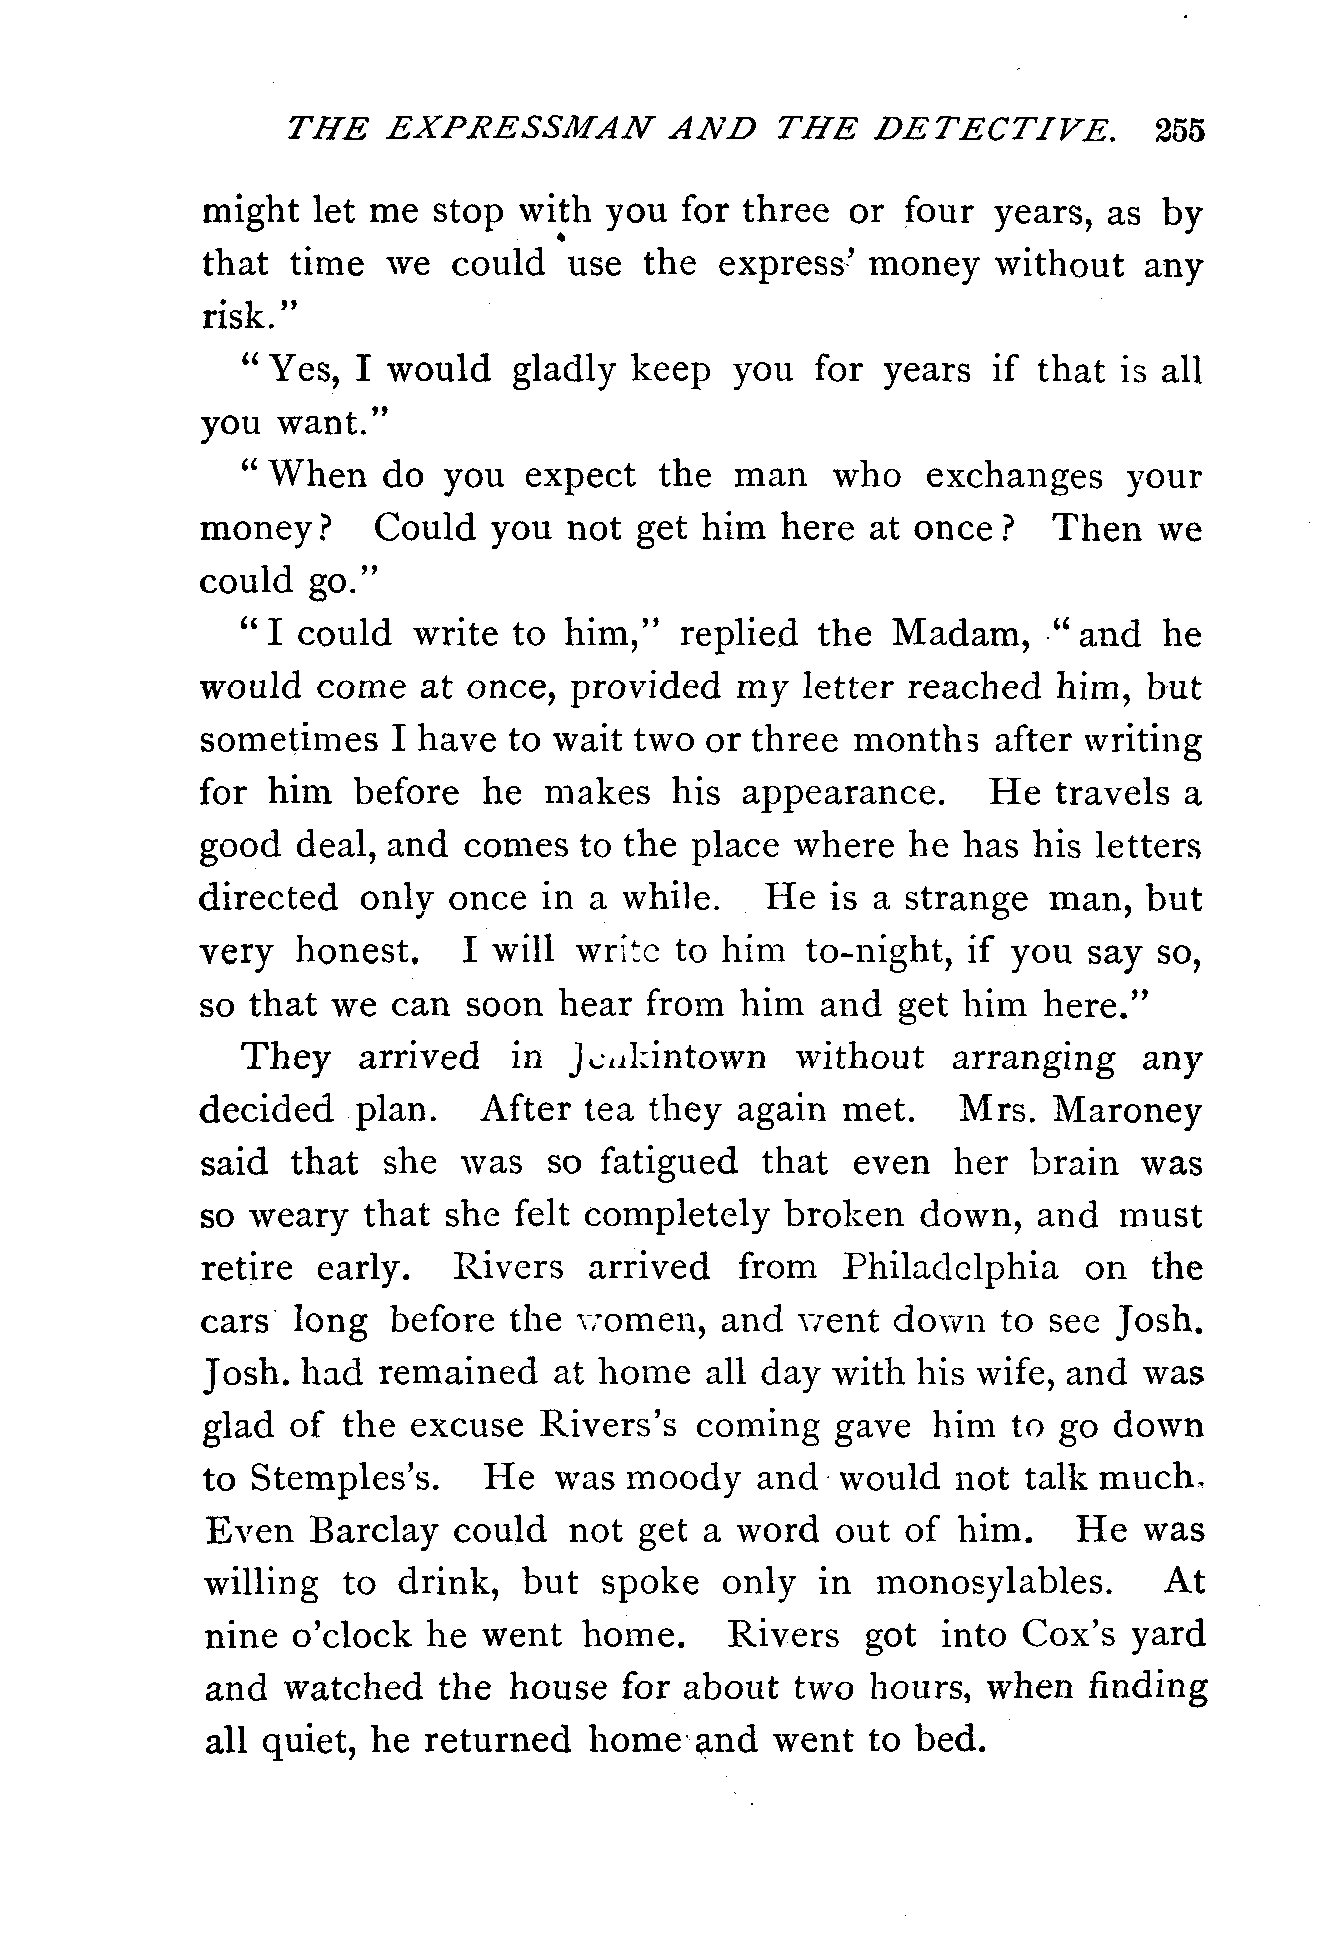 THE EXPRESSMAN AND THE DETECTIVE. 255
might let me stop with you for three or four years, as by
that time we could use the express' money without any
risk."
"Yes, I would gladly keep you for years if that is all
you want."
"When do you expect the man who exchanges your
money? Could you not get him here at once? Then we
could go."
"I could write to him," replied the Madam, "and he
would come at once, provided my letter reached him, but
sometimes I have to wait two or three months after writing
for him before he makes his appearance. He travels a
good deal, and comes to the place where he has his letters
directed only once in a while. He is a strange man, but
very honest. I will write to him to-night, if you say so,
so that we can soon hear from him and get him here."
They arrived in Jenkintown without arranging any
decided plan. After tea they again met. Mrs. Maroney
said that she was so fatigued that even her brain was
so weary that she felt completely broken down, and must
retire early. Rivers arrived from Philadelphia on the
cars long before the women, and went down to see Josh.
Josh. had remained at home all day with his wife, and was
glad of the excuse Rivers's coming gave him to go down
to Stemples's. He was moody and would not talk much.
Even Barclay could not get a word out of him. He was
willing to drink, but spoke only in monosylables. At
nine o'clock he went home. Rivers got into Cox's yard
and watched the house for about two hours, when finding
all quiet, he returned home and went to bed.